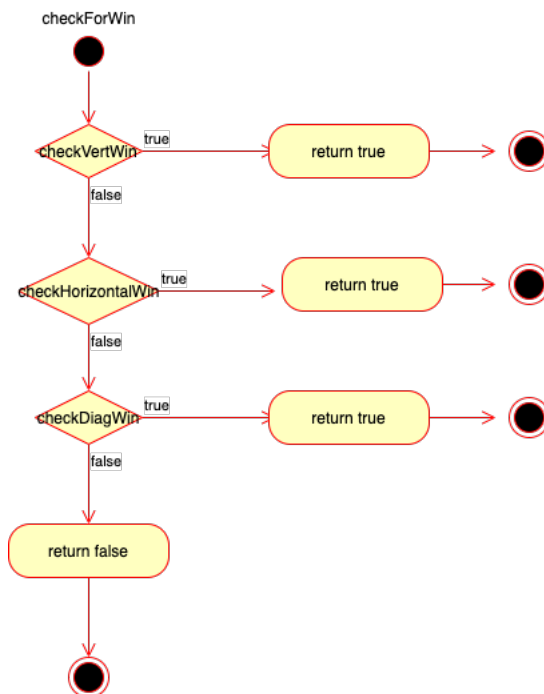 checkForWin
checkVertWin
true
return true
false
checkHorizontalWin
true
return true
false
checkDiagWin
true
return true
false
return false